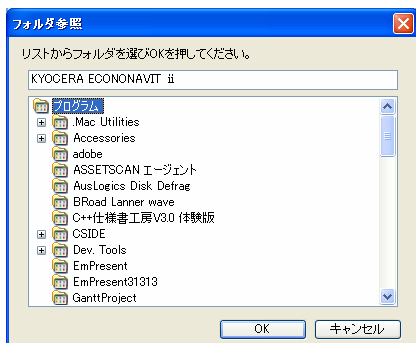 フォルダ参照
リストからフォルダを選びOKを押してください。
KYOCERA ECONONAVIT ⅱ
プログラム
.Mac Utilities
Accessories
adobe
ASSETSCAN エージェント
AusLogics Disk Defrag
BRoad Lanner wave
C++仕様書工房V3.0 体験版
CSIDE
Dev. Tools
EmPresent
EmPresent31313
GanttProject
OK
キャンセル